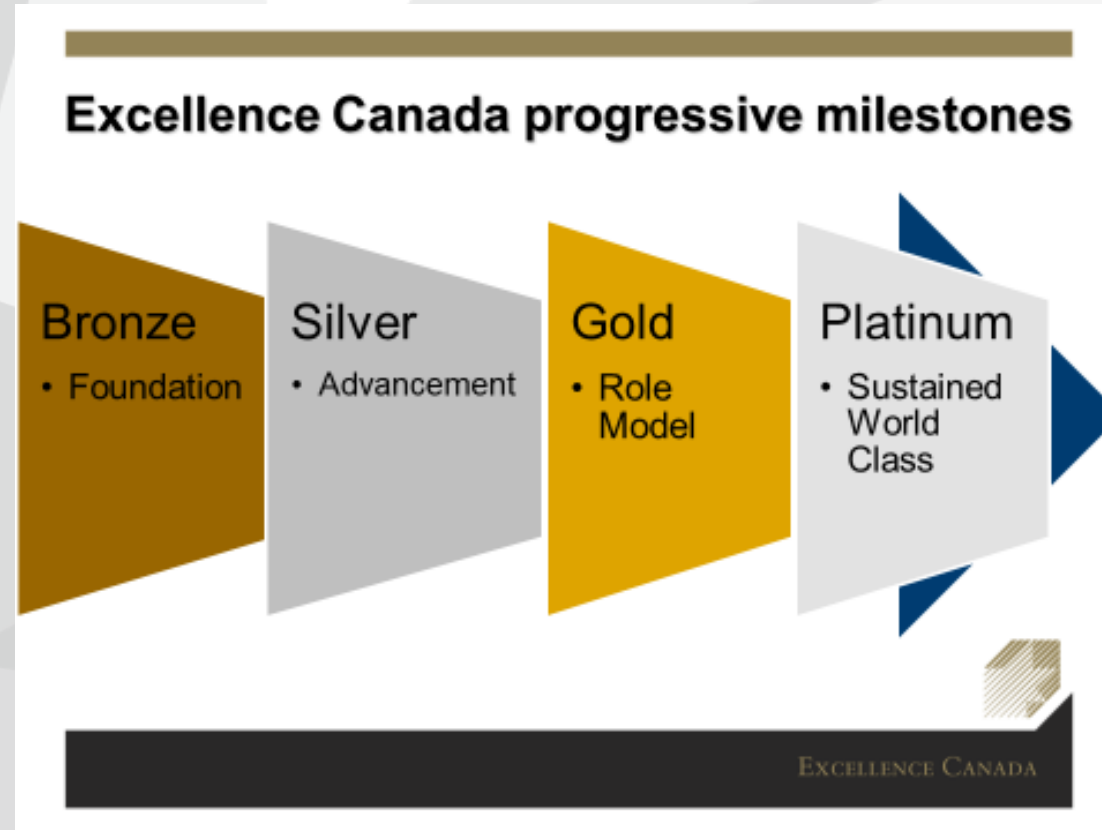 Excellence Canada progressive milestones
Bronze
• Foundation
Silver
• Advancement
Gold
• Role
Model
Platinum
• Sustained
World
Class
EXCELLENCE CANADA